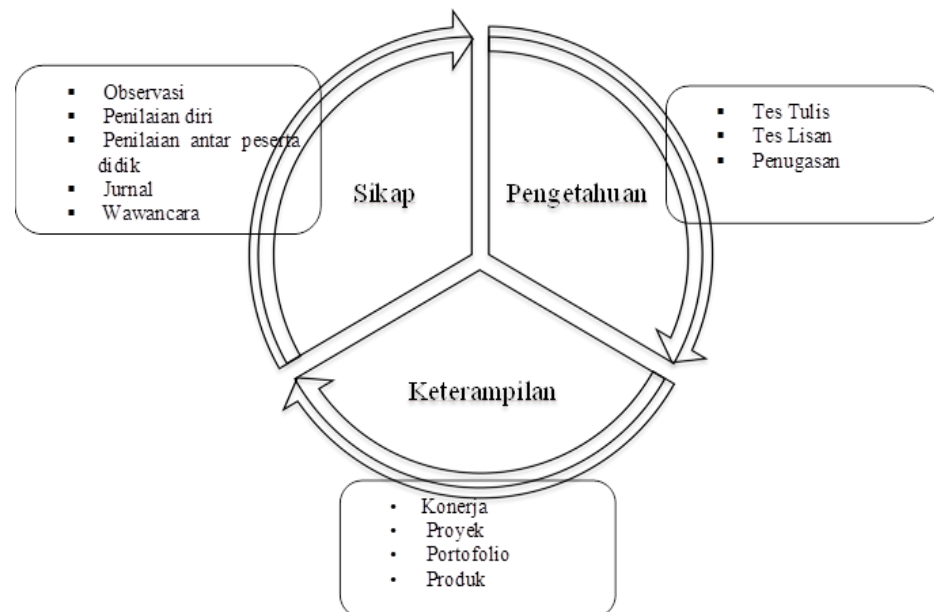 Observasi
Penilaian diri
Penilaian antar peserta
didik
Jurnal
Wawancara
Sikap
Pengetahuan
Tes Tulis
Tes Lisan
Penugasan
Keterampilan
Konerja
Proyek
Portofolio
Produk